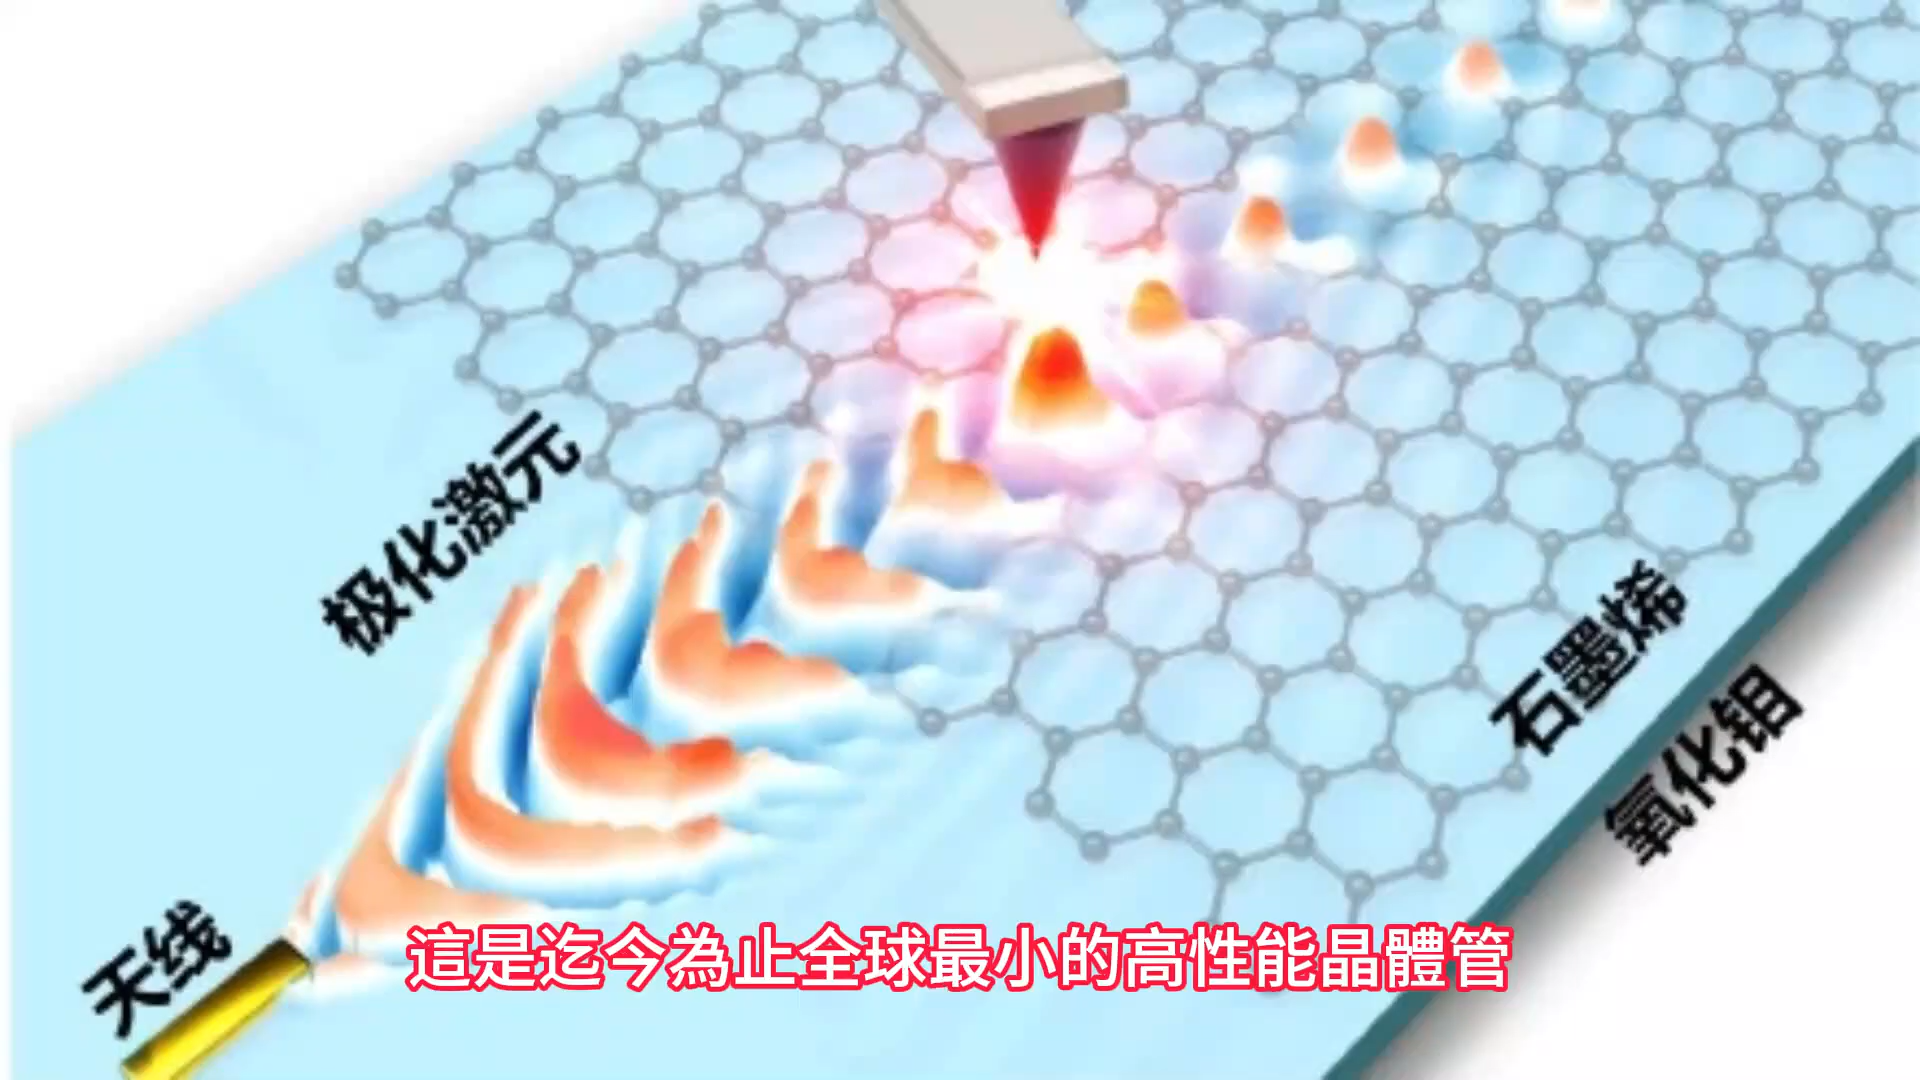 极化激元
石墨烯
氧化钼
天线
這是迄今為止全球最小的高性能晶體管